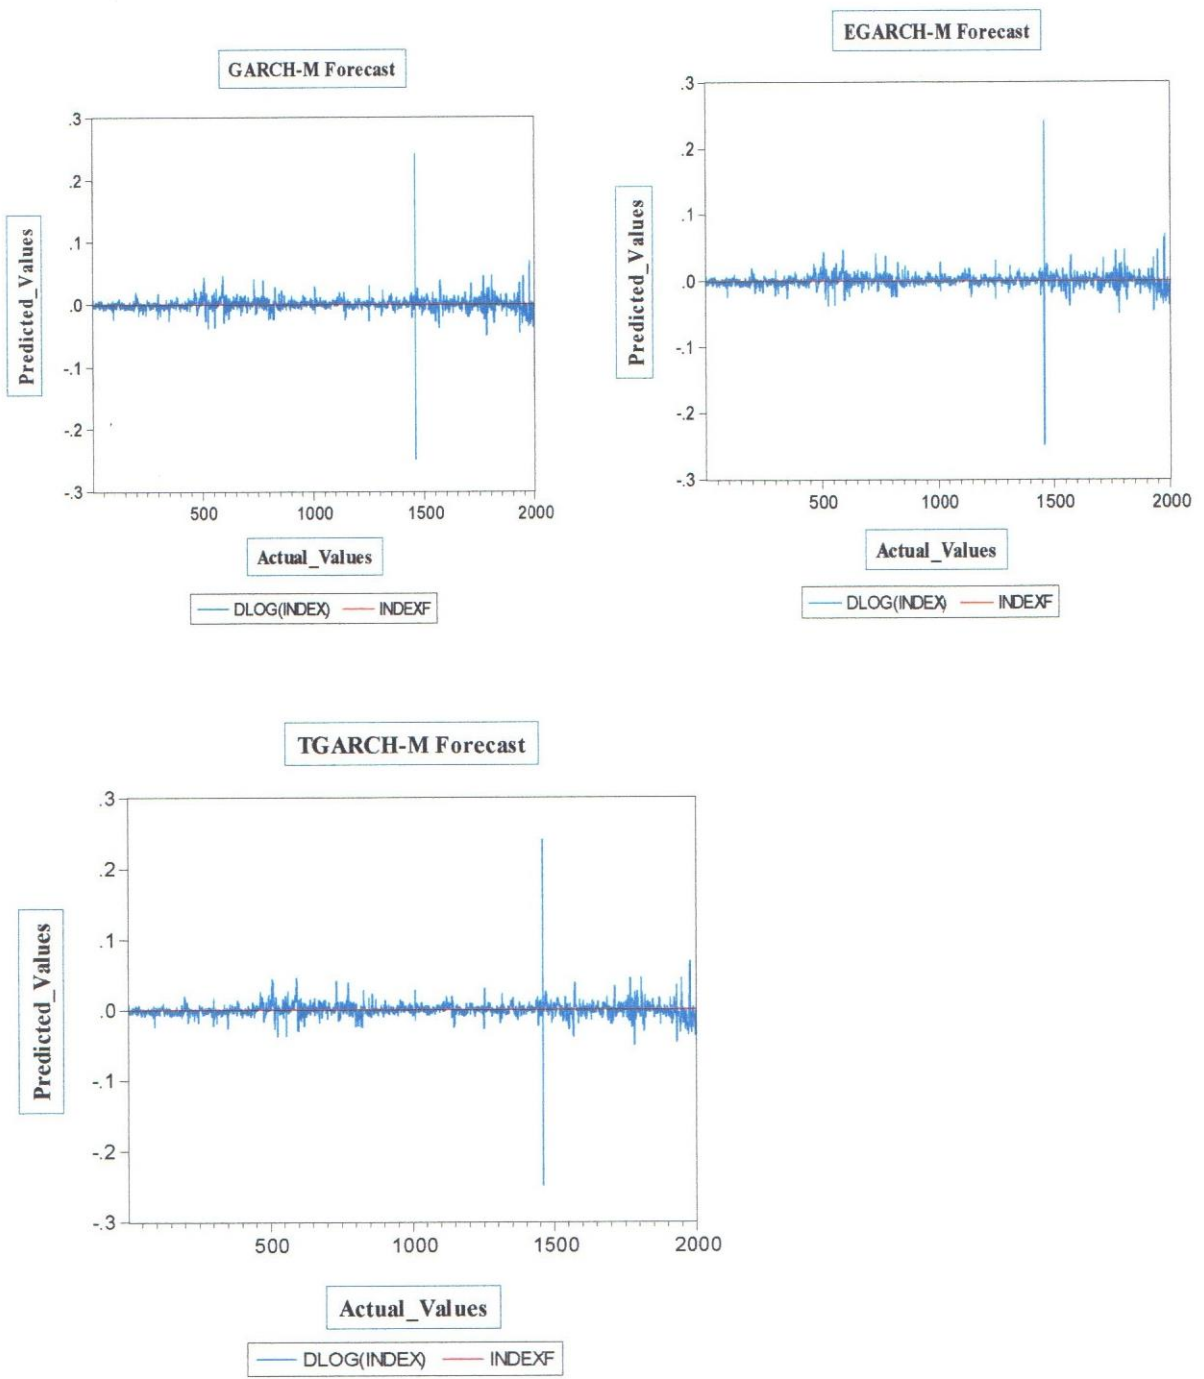 GARCH-M Forecast
Predicted_Values
.3
.2
.1
.0
-.1
-.2
-.3
500 1000 1500 2000
Actual_Values
DLOG(INDEX) INDEXF
EGARCH-M Forecast
Predicted_Values
.3
.2
.1
.0
-.1
-.2
-.3
500 1000 1500 2000
Actual_Values
DLOG(INDEX) INDEXF
TGARCH-M Forecast
Predicted_Values
.3
.2
.1
.0
-.1
-.2
-.3
500 1000 1500 2000
Actual_Values
DLOG(INDEX) INDEXF